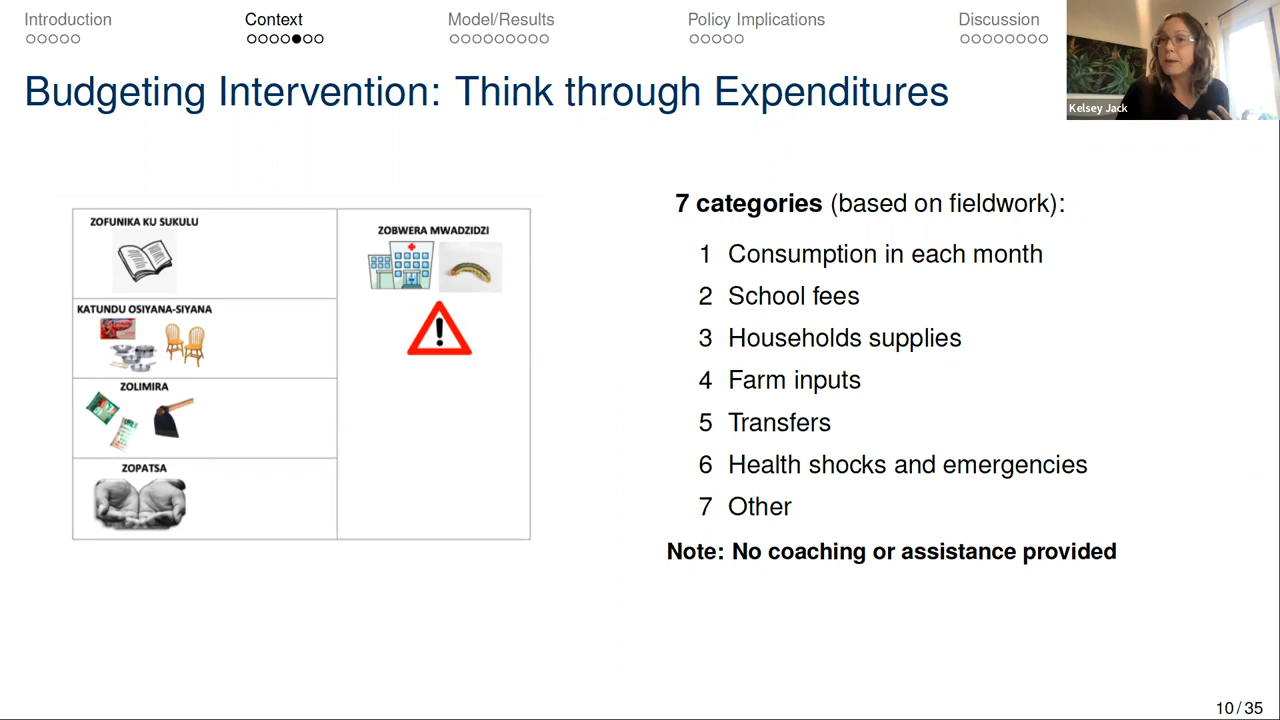 Introduction
Context
Model/Results
Policy Implications
Discussion
Kelsey Jack
Budgeting Intervention: Think through Expenditures
ZOFUNIKA KU SUKULU
KATUNDU OSIYANA-SIYANA
ZOLIMIRA
ZOPATSA
ZOBWERA MWADZIDZI
!
7 categories (based on fieldwork):
1 Consumption in each month
2 School fees
3 Households supplies
4 Farm inputs
5 Transfers
6 Health shocks and emergencies
7 Other
Note: No coaching or assistance provided
10 / 35